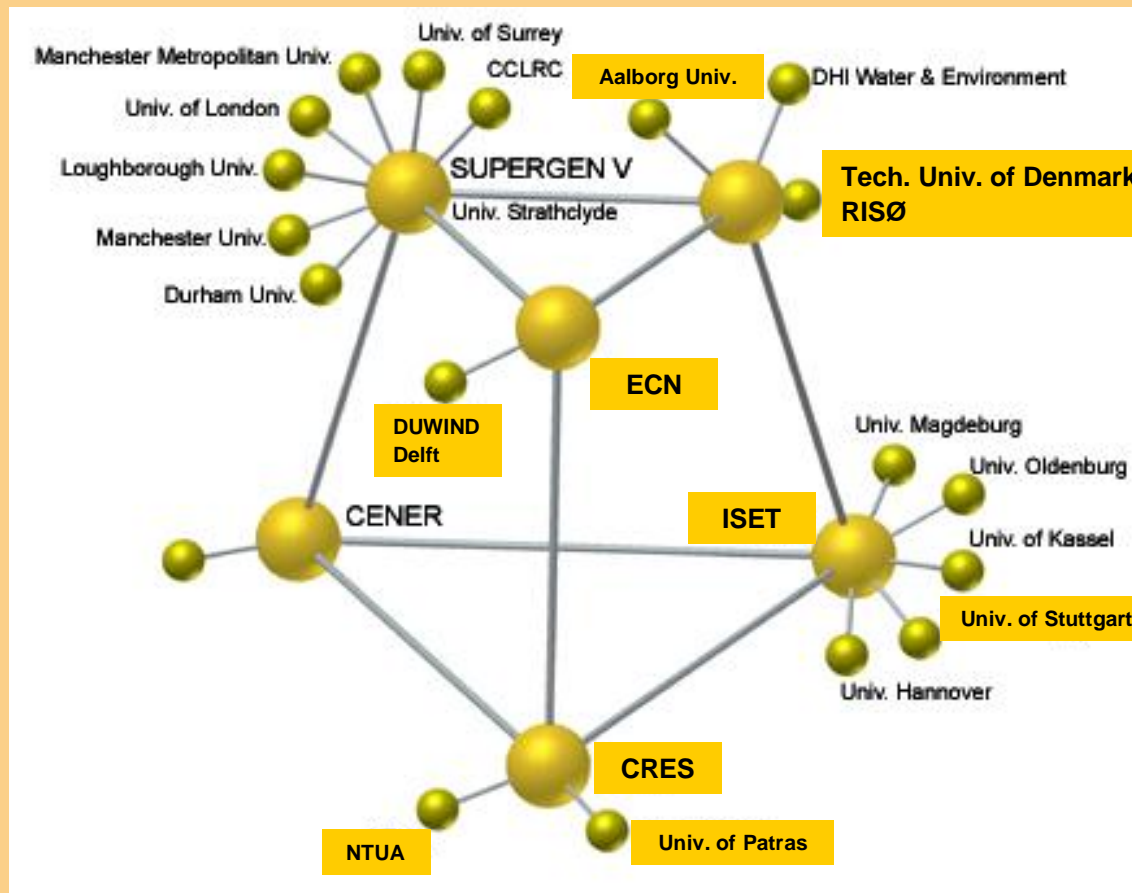 Univ. of Surrey
Manchester Metropolitan Univ.
CCLRC
Aalborg Univ.
DHI Water & Environment
Univ. of London
Loughborough Univ.
SUPERGEN V
Tech. Univ. of Denmark
RISØ
Univ. Strathclyde
Manchester Univ.
Durham Univ.
ECN
DUWIND
Delft
Univ. Magdeburg
Univ. Oldenburg
CENER
ISET
Univ. of Kassel
Univ. of Stuttgart
Univ. Hannover
CRES
NTUA
Univ. of Patras